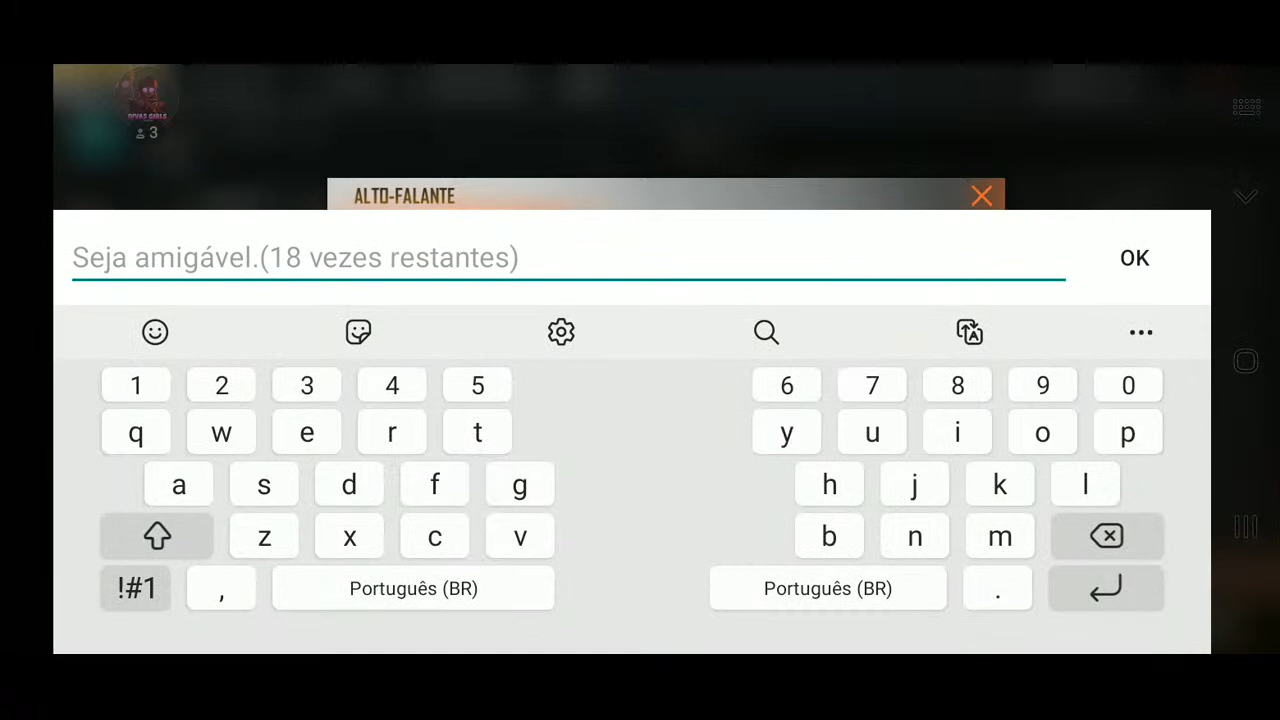 DIVAS GIRLS
3
ALTO-FALANTE
Seja amigável.(18 vezes restantes)
OK
1 2 3 4 5 6 7 8 9 0
q w e r t y u i o p
a s d f g h j k l
z x c v b n m
!#1 , Português (BR) Português (BR) .